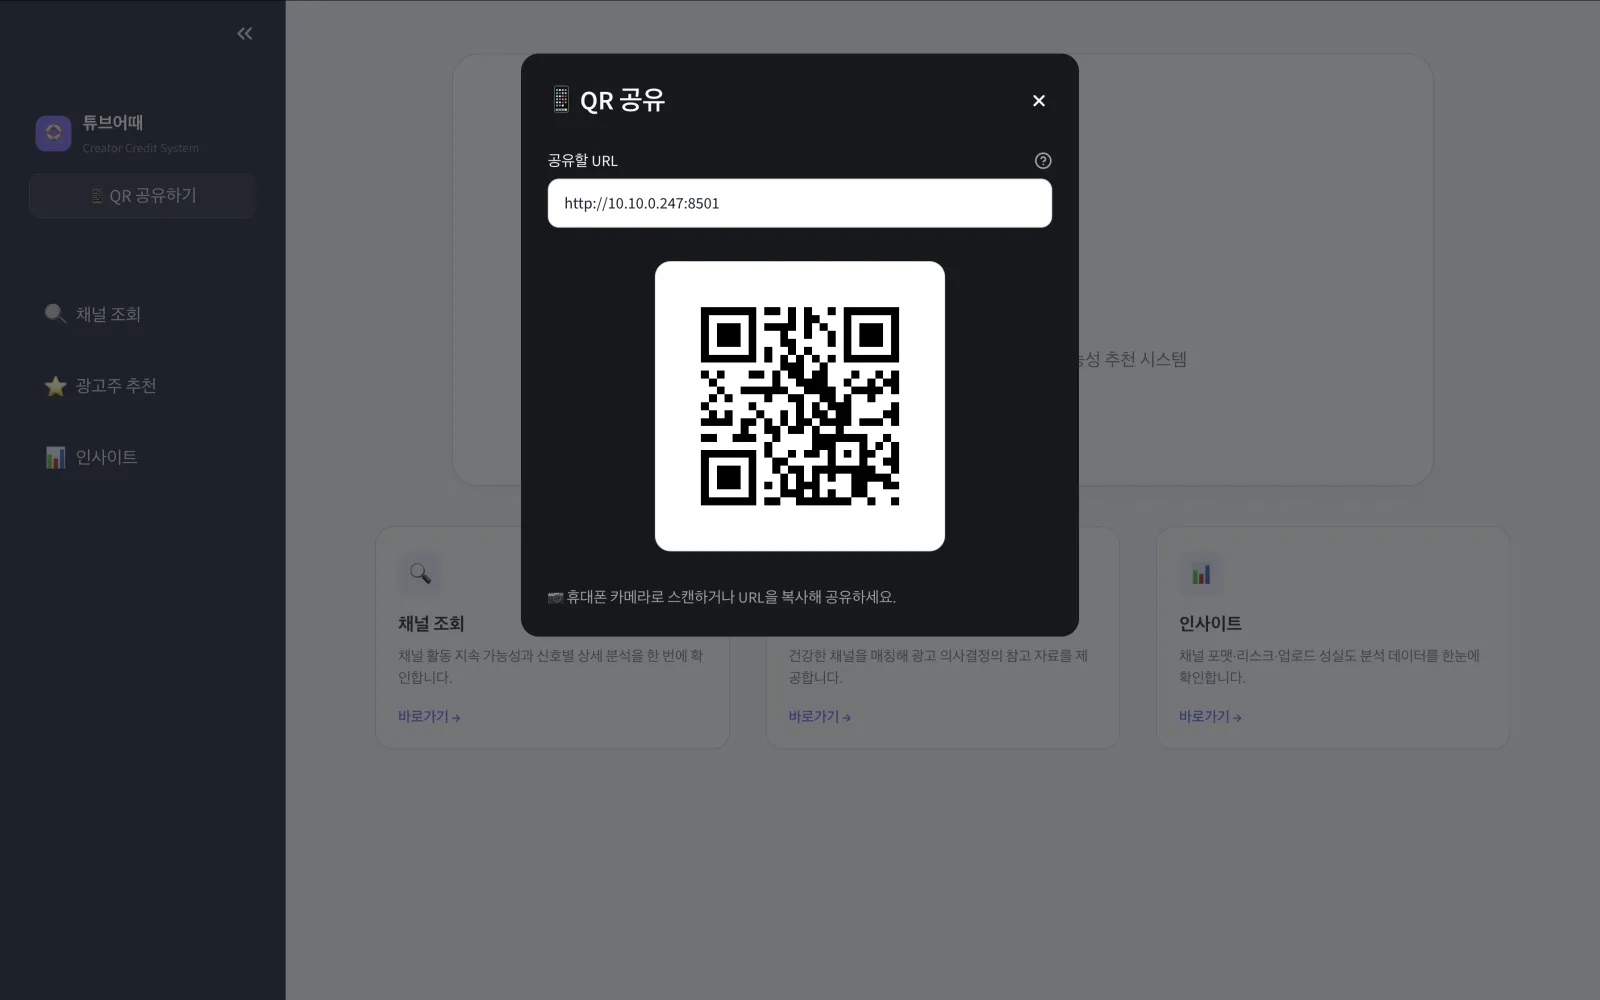 튜브어때
Creator Credit System
QR 공유하기
채널 조회
광고주 추천
인사이트
QR 공유
공유할 URL
http://10.10.0.247:8501
휴대폰 카메라로 스캔하거나 URL을 복사해 공유하세요.
성 추천 시스템
채널 조회
채널 활동 지속 가능성과 신호별 상세 분석을 한 번에 확
인합니다.
바로가기 →
건강한 채널을 매칭해 광고 의사결정의 참고 자료를 제
공합니다.
바로가기 →
인사이트
채널 포맷·리스크·업로드 성실도 분석 데이터를 한눈에
확인합니다.
바로가기 →